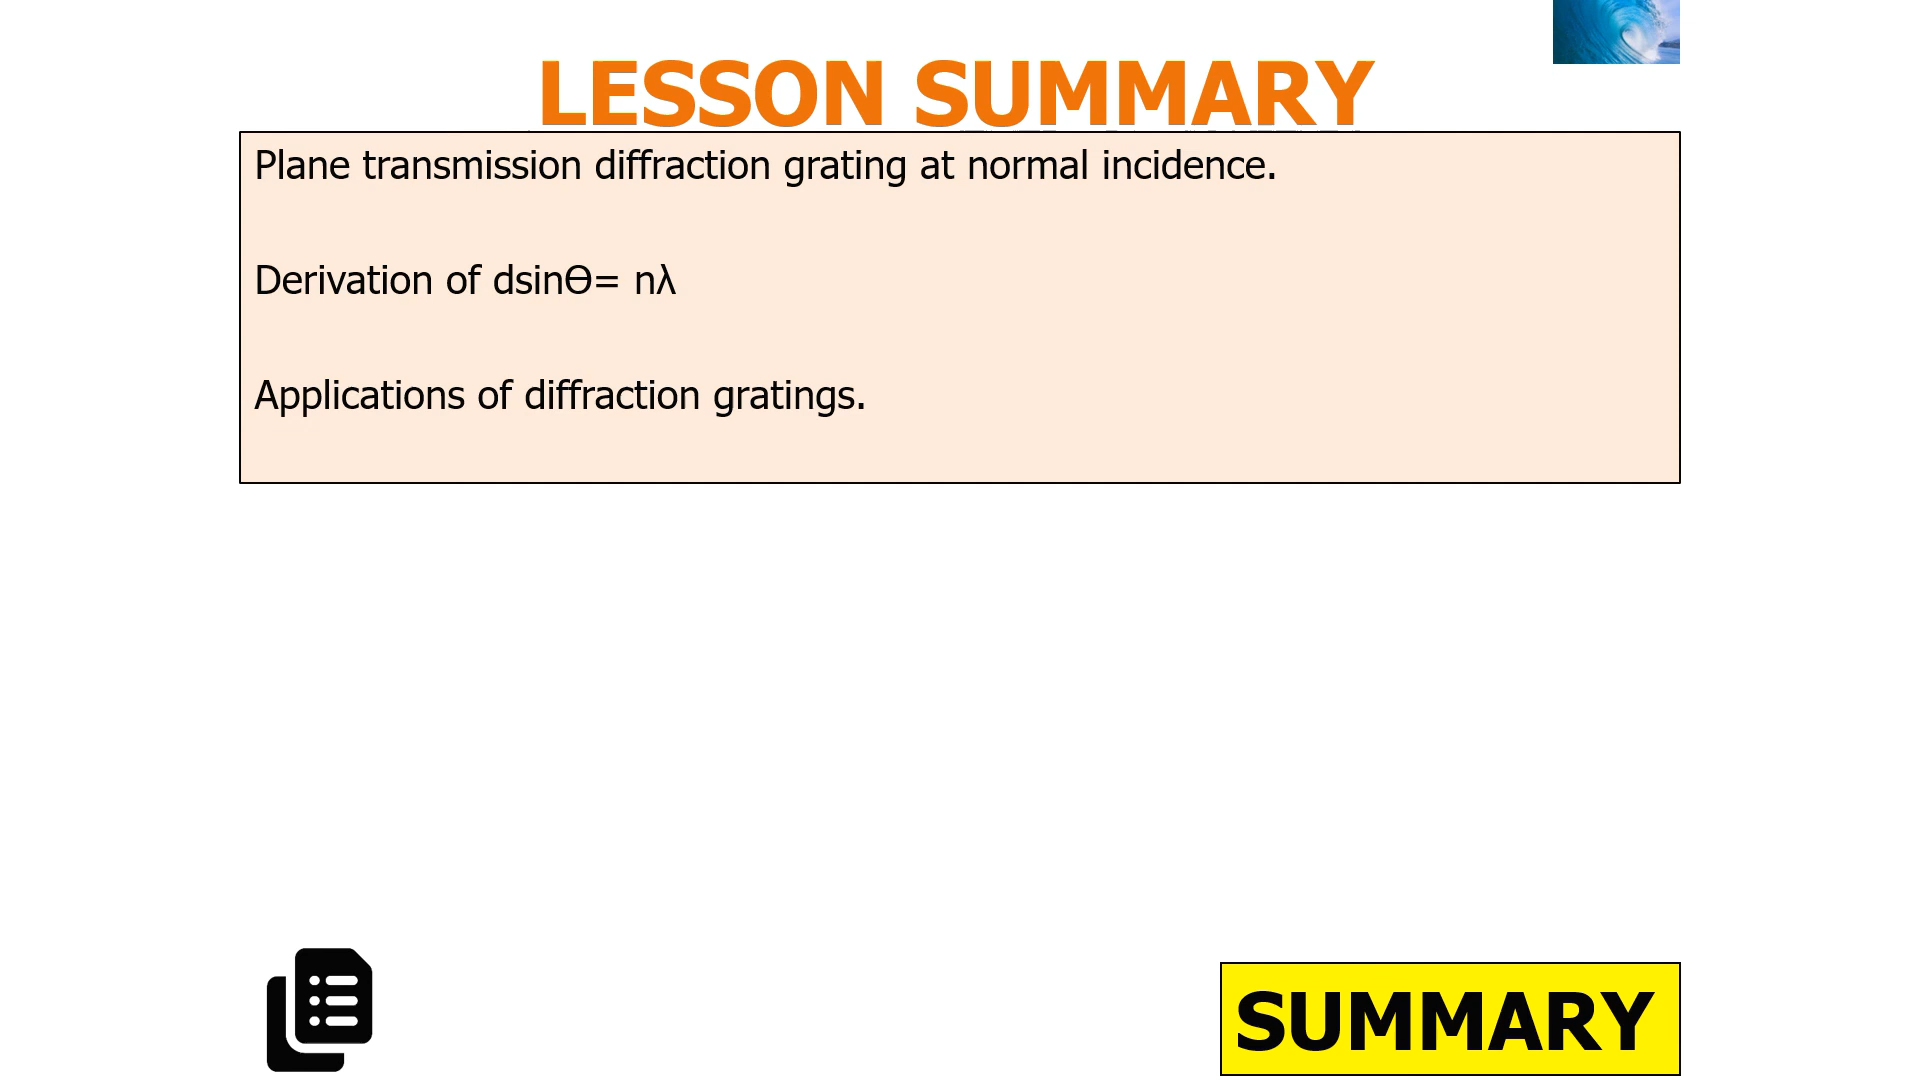 LESSON SUMMARY
Plane transmission diffraction grating at normal incidence.
Derivation of dsinϴ= nλ
Applications of diffraction gratings.
SUMMARY